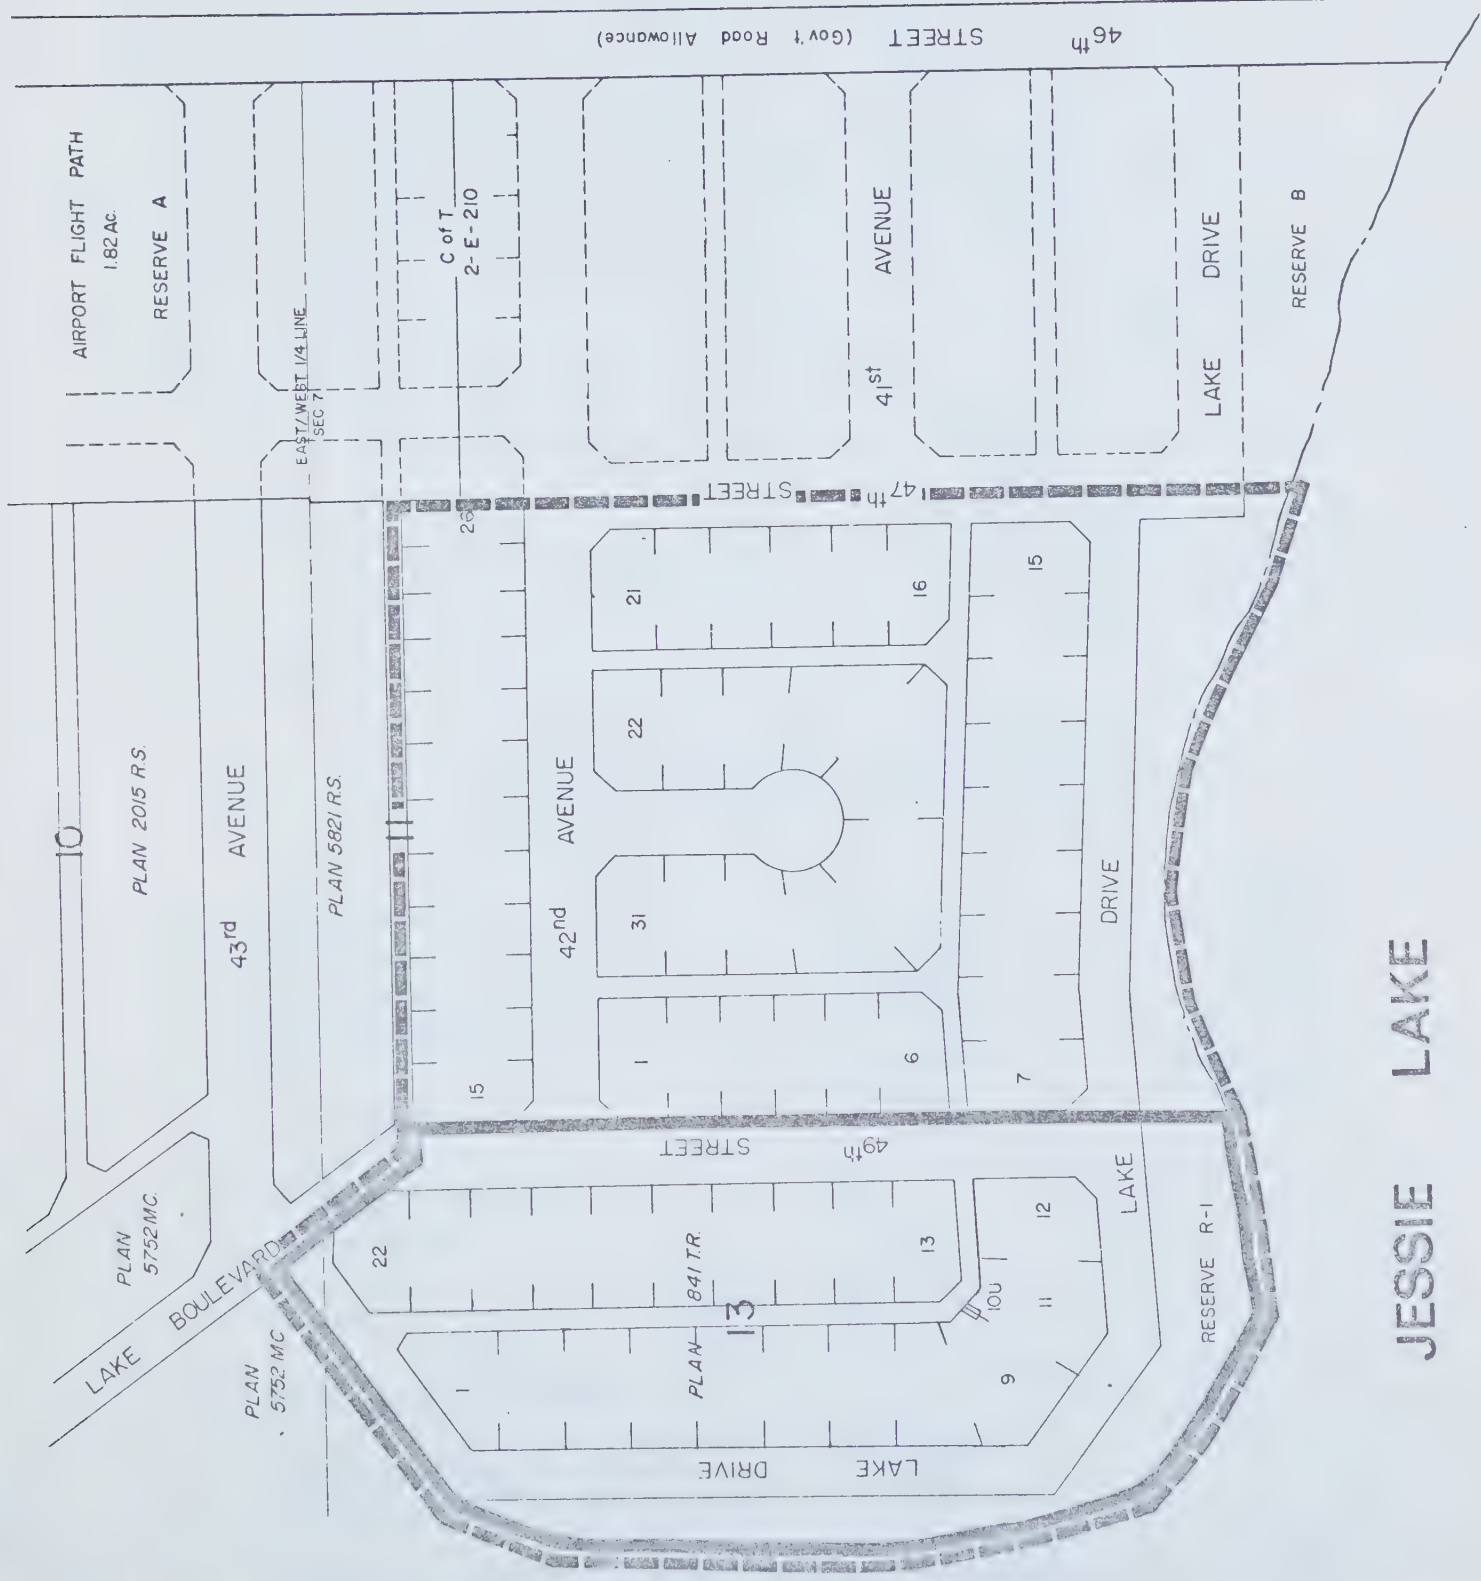 46th STREET (Gov't Road Allowance)
AIRPORT FLIGHT PATH
1.82 Ac.
RESERVE A
EAST/WEST 1/4 LINE
SEC 7
C of T
2-E-210
41st AVENUE
LAKE DRIVE
RESERVE B
47th STREET
10
PLAN 2015 R.S.
43rd AVENUE
PLAN 5821 R.S.
11
26
15
42nd AVENUE
21
16
22
31
1
6
15
7
LAKE DRIVE
49th STREET
PLAN
5752 M.C.
LAKE BOULEVARD
PLAN
5752 MC
22
13
PLAN 841 T.R.
13
1
9
10U
11
12
RESERVE R-1
LAKE DRIVE
JESSIE LAKE